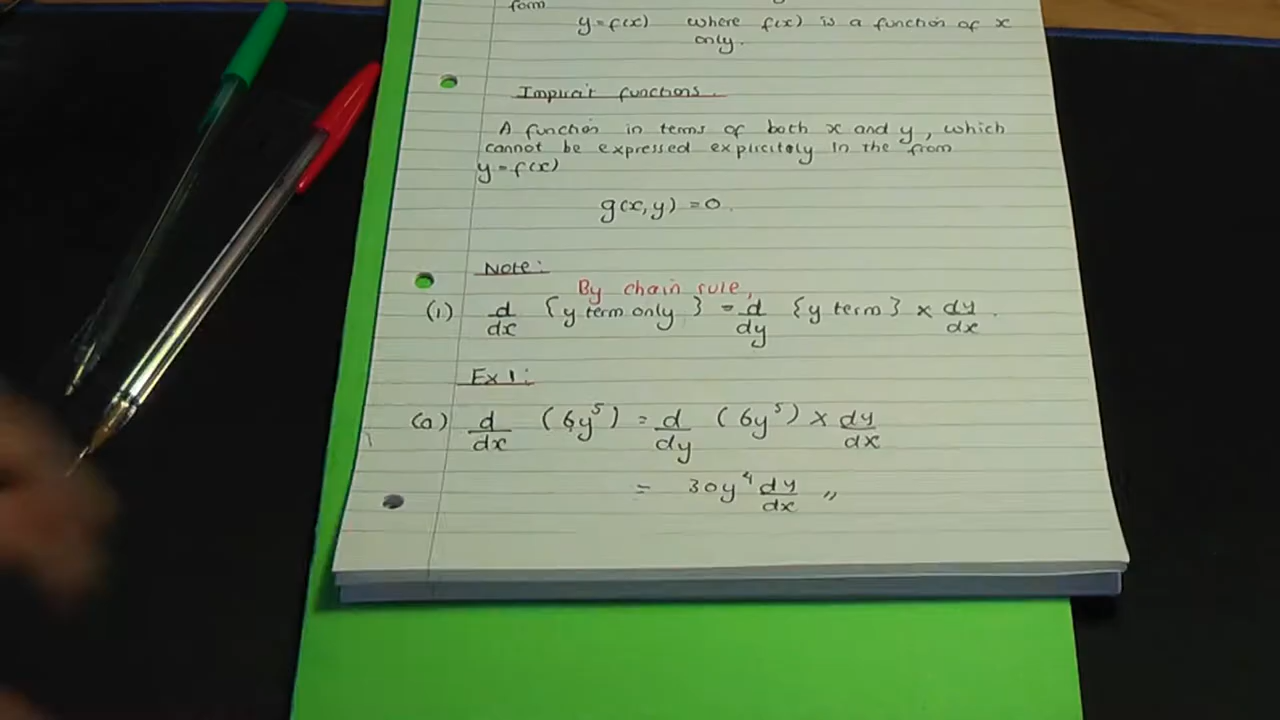 form
y = f(x) where f(x) is a function of x
only.
Implicit functions.
A function in terms of both x and y, which
cannot be expressed explicitely in the from
y = f(x)
g(x,y) = 0.
Note:
By chain rule,
(1) d/dx {y term only} = d/dy {y term} × dy/dx.
Ex 1:
(a) d/dx (6y⁵) = d/dy (6y⁵) × dy/dx
= 30y⁴ dy/dx „